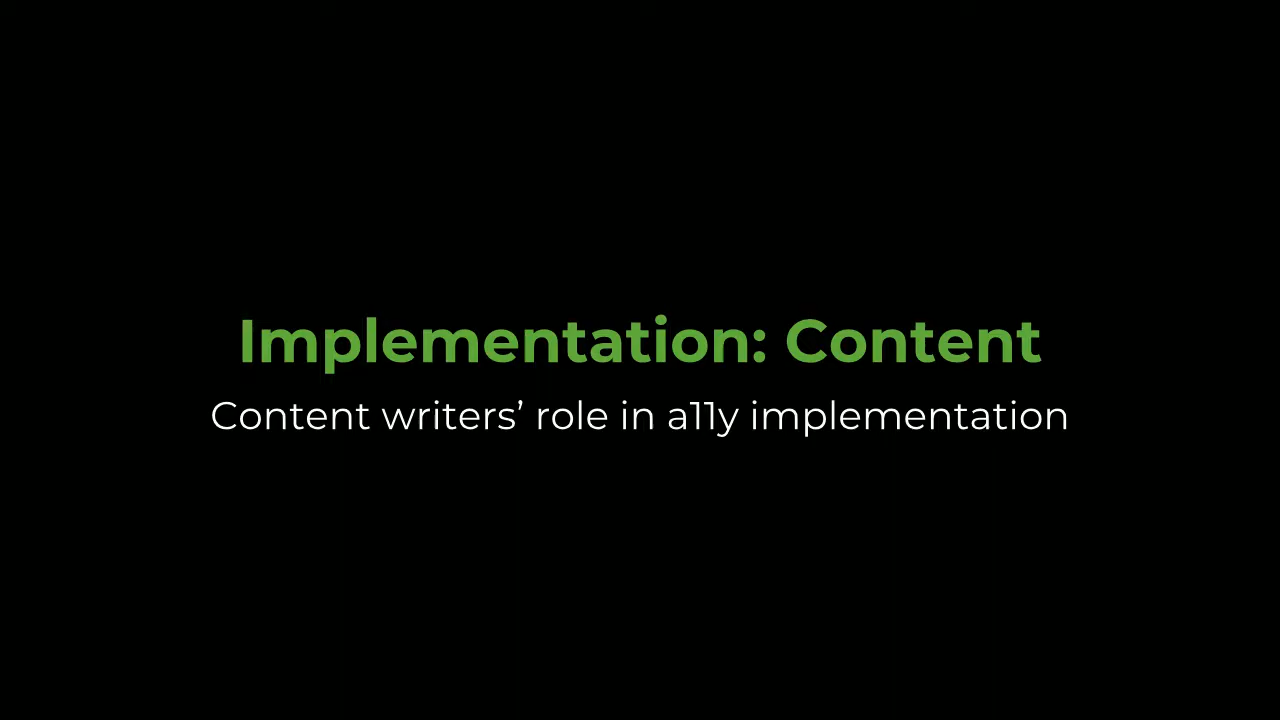 Implementation: Content
Content writers’ role in a11y implementation